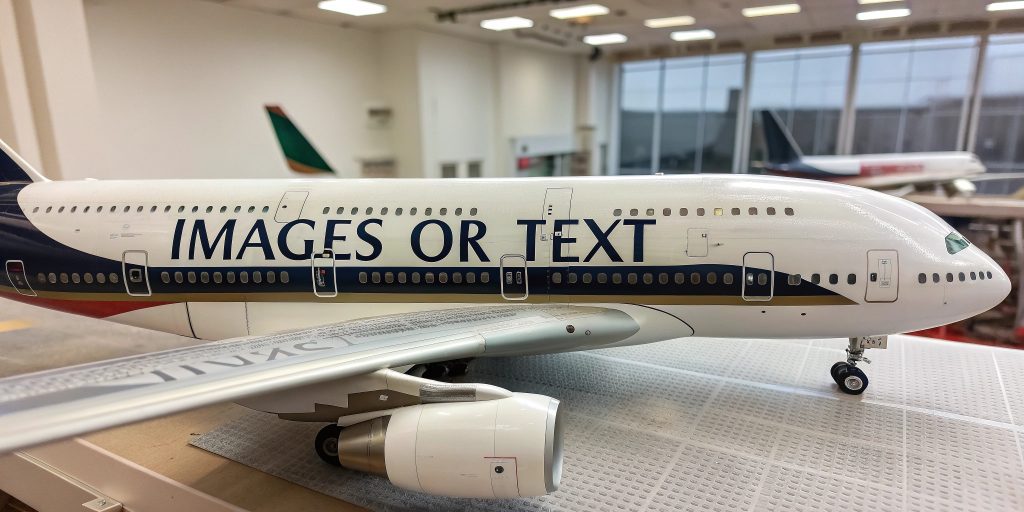 IMAGES OR TEXT